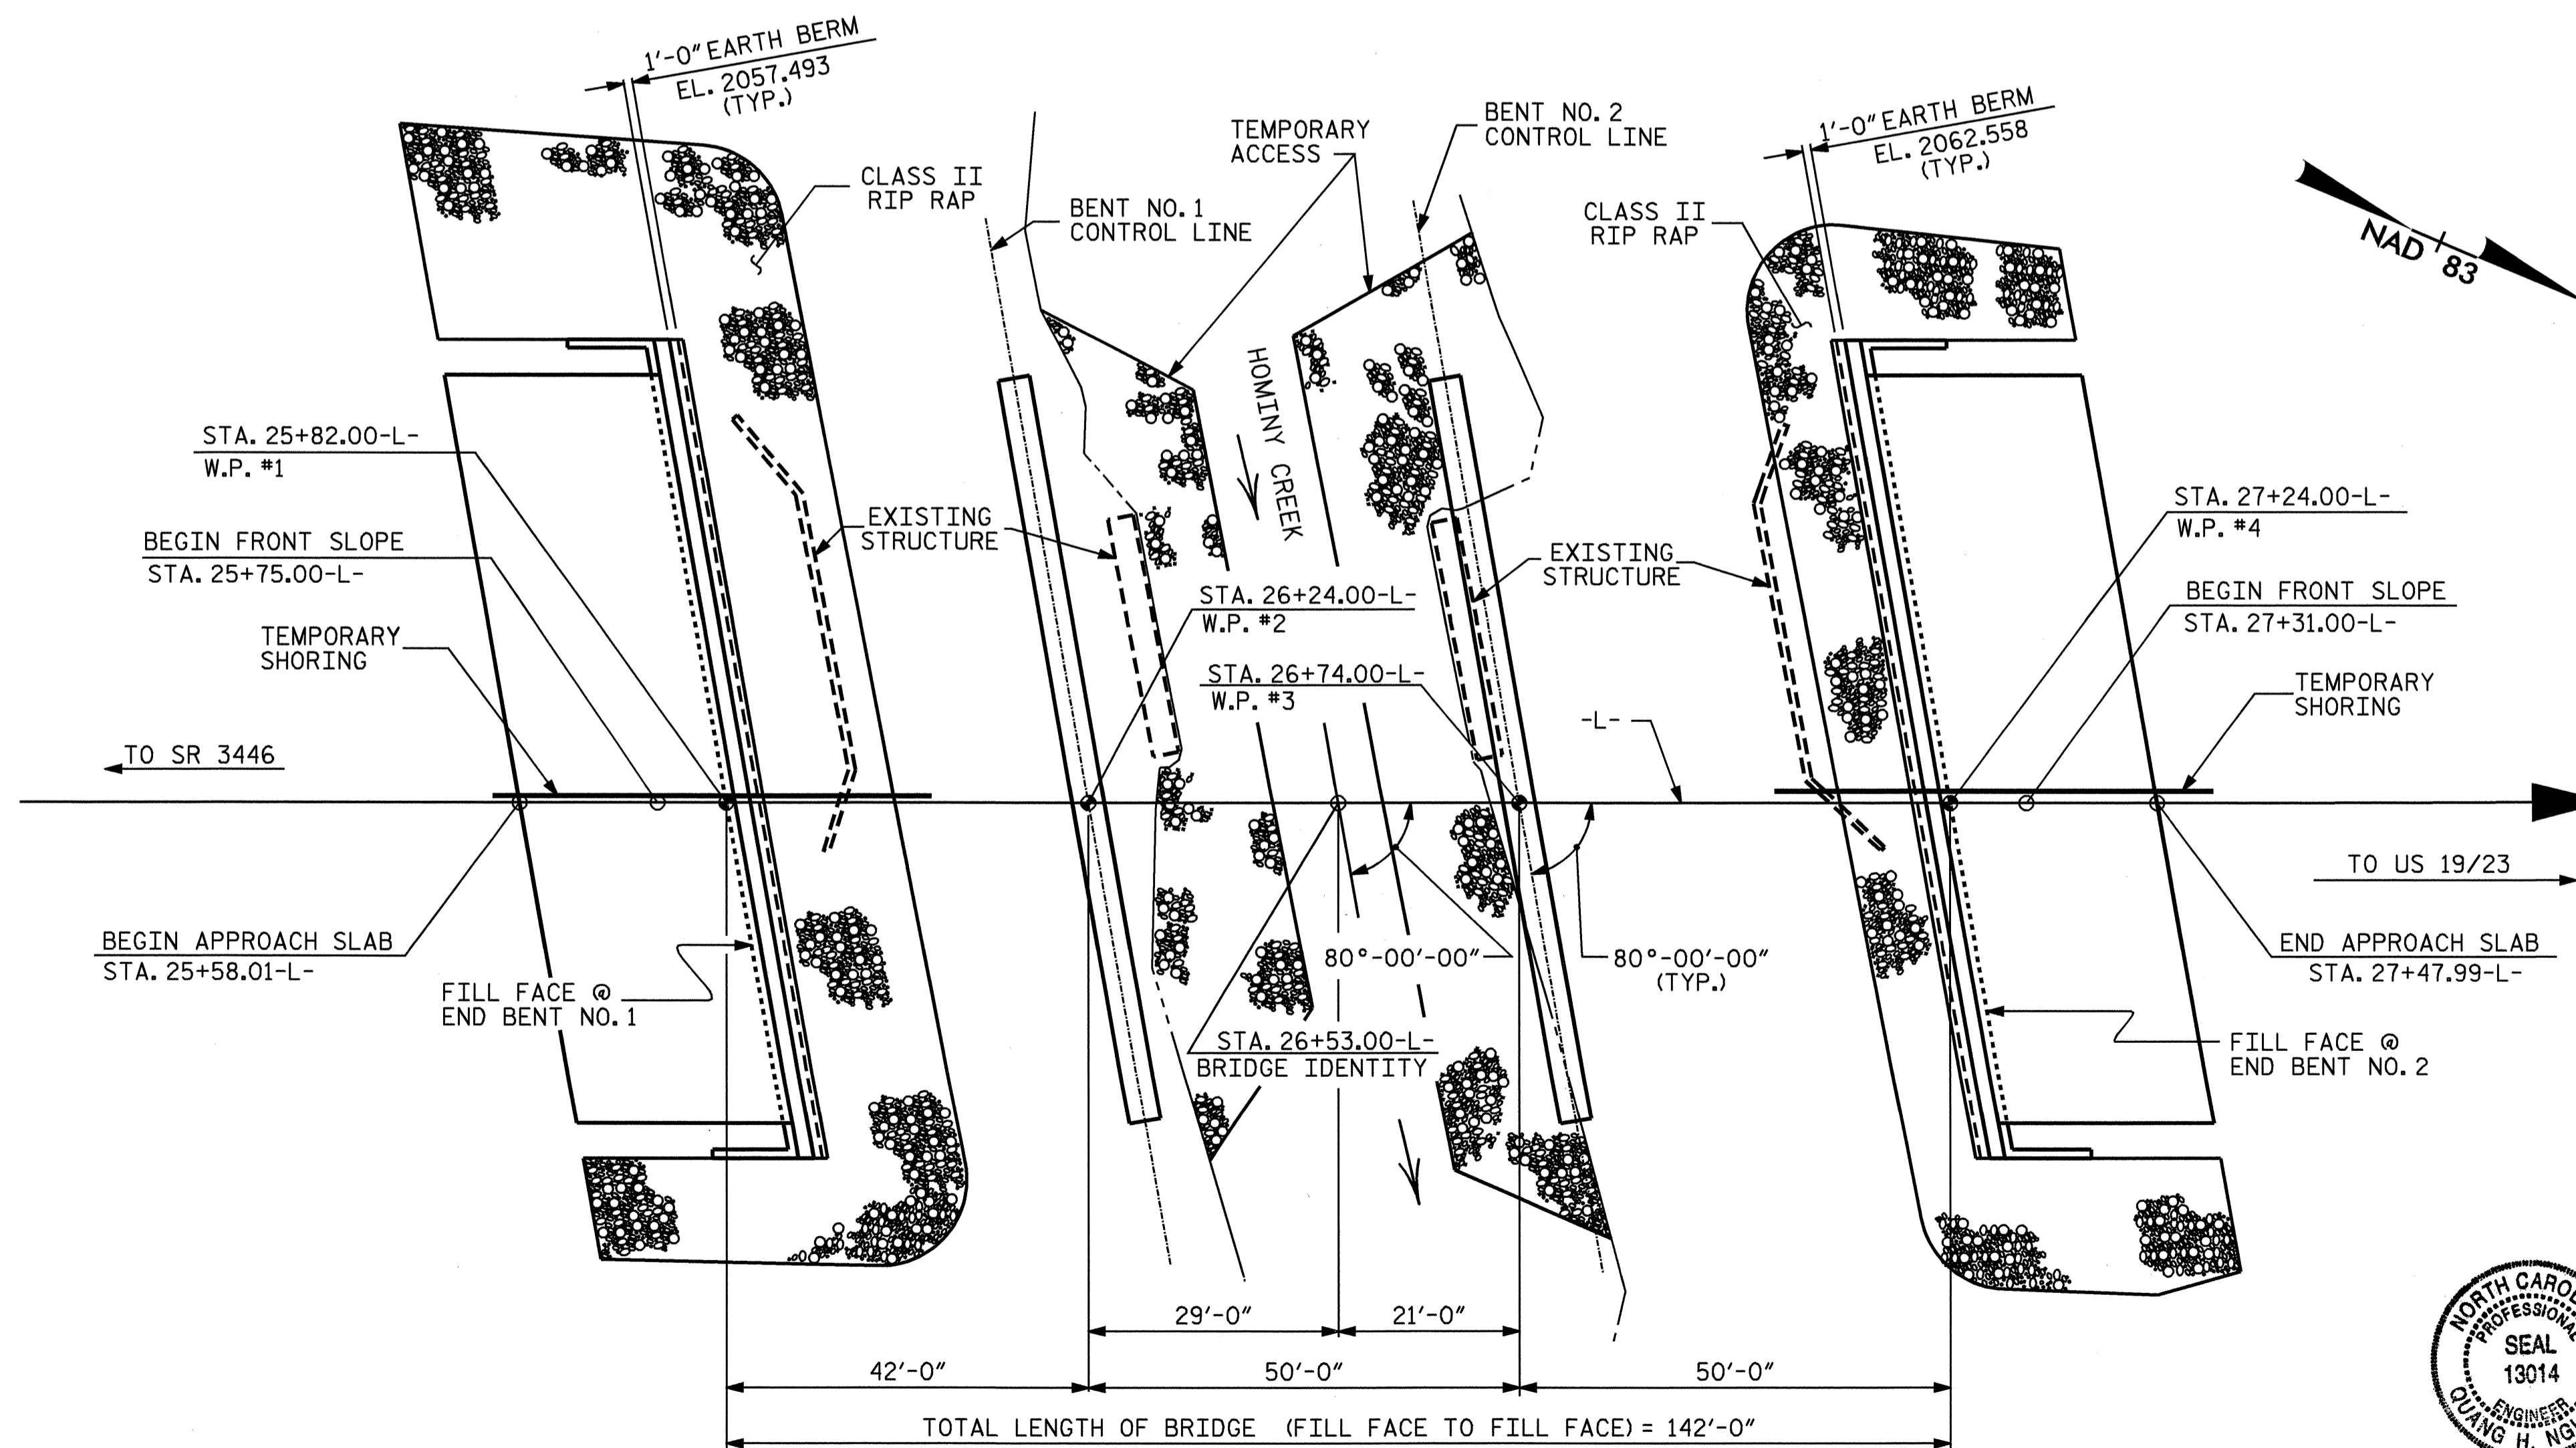 1'-0" EARTH BERM
EL. 2057.493
(TYP.)
CLASS II
RIP RAP
BENT NO. 1
CONTROL LINE
TEMPORARY
ACCESS
BENT NO. 2
CONTROL LINE
1'-0" EARTH BERM
EL. 2062.558
(TYP.)
CLASS II
RIP RAP
NAD 83
HOMINY CREEK
STA. 25+82.00-L-
W.P. #1
BEGIN FRONT SLOPE
STA. 25+75.00-L-
TEMPORARY
SHORING
EXISTING
STRUCTURE
STA. 26+24.00-L-
W.P. #2
STA. 26+74.00-L-
W.P. #3
EXISTING
STRUCTURE
STA. 27+24.00-L-
W.P. #4
BEGIN FRONT SLOPE
STA. 27+31.00-L-
TEMPORARY
SHORING
-L-
TO SR 3446
TO US 19/23
BEGIN APPROACH SLAB
STA. 25+58.01-L-
FILL FACE @
END BENT NO. 1
80°-00'-00"
80°-00'-00"
(TYP.)
STA. 26+53.00-L-
BRIDGE IDENTITY
END APPROACH SLAB
STA. 27+47.99-L-
FILL FACE @
END BENT NO. 2
29'-0"
21'-0"
42'-0"
50'-0"
50'-0"
TOTAL LENGTH OF BRIDGE (FILL FACE TO FILL FACE) = 142'-0"
NORTH CAROL
PROFESSIONAL
SEAL
13014
ENGINEER
QUANG H. NG